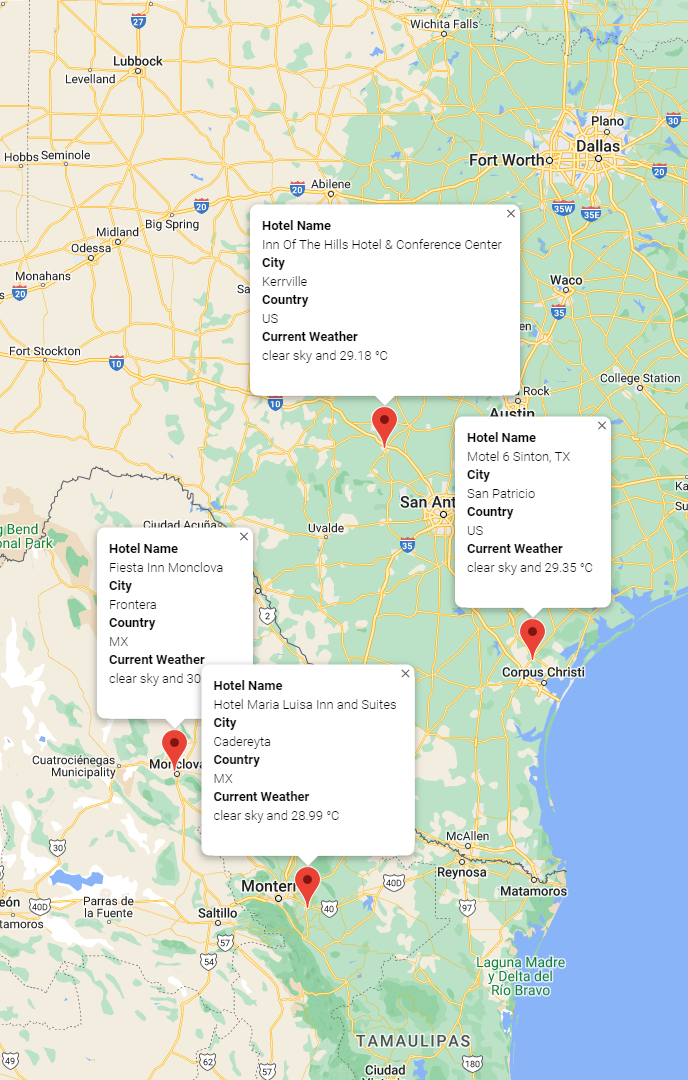 Wichita Falls
27
Lubbock
Levelland
Plano
30
Hobbs
Seminole
Fort Worth
Dallas
20
20
Abilene
20
35W
35E
Big Spring
Midland
Odessa
Monahans
20
Waco
35
Fort Stockton
10
College Station
10
Rock
Austin
Hotel Name
Inn Of The Hills Hotel & Conference Center
City
Kerrville
Country
US
Current Weather
clear sky and 29.18 °C
Hotel Name
Motel 6 Sinton, TX
City
San Patricio
Country
US
Current Weather
clear sky and 29.35 °C
San Ant
Uvalde
35
Ciudad Acuña
g Bend
onal Park
2
Hotel Name
Fiesta Inn Monclova
City
Frontera
Country
MX
Current Weather
clear sky and 30
Corpus Christi
Hotel Name
Hotel Maria Luisa Inn and Suites
City
Cadereyta
Country
MX
Current Weather
clear sky and 28.99 °C
Cuatrociénegas
Municipality
Monclova
30
McAllen
Reynosa
Matamoros
Monterr
40D
40
97
eón
40D
tamoros
Parras de
la Fuente
Saltillo
57
54
Laguna Madre
y Delta del
Río Bravo
TAMAULIPAS
49
62
57
180
Ciudad